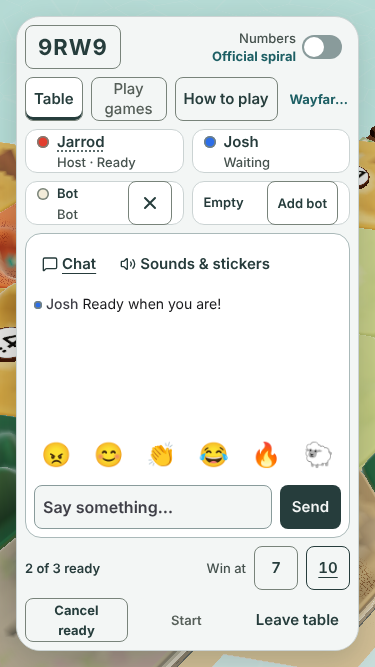 9RW9
Numbers
Official spiral
Table
Play
games
How to play
Wayfar...
Jarrod
Host · Ready
Josh
Waiting
Bot
Bot
Empty
Add bot
Chat
Sounds & stickers
Josh Ready when you are!
Say something...
Send
2 of 3 ready
Win at
7
10
Cancel
ready
Start
Leave table